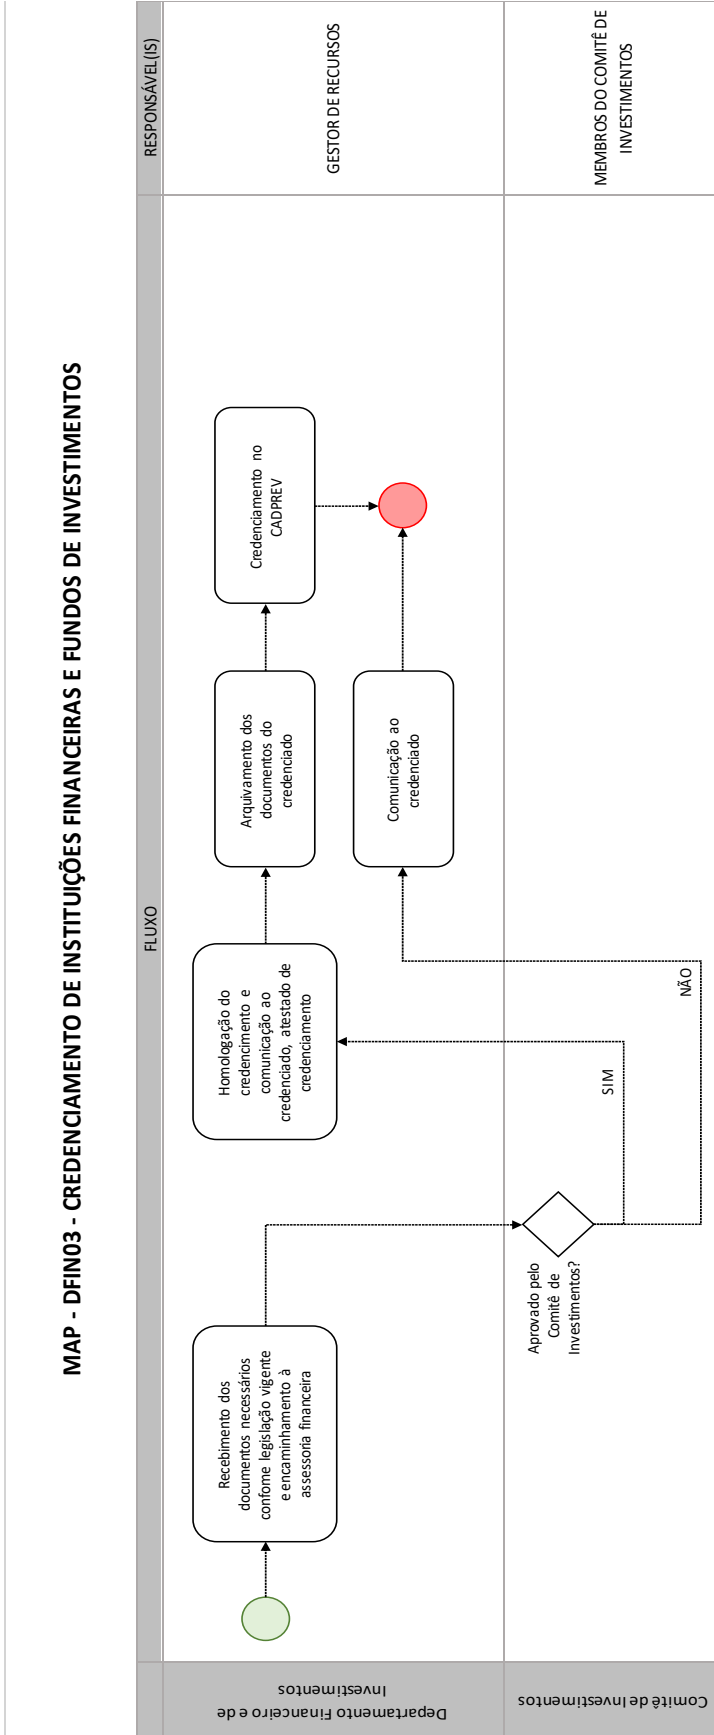 MAP - DFIN03 - CREDENCIAMENTO DE INSTITUIÇÕES FINANCEIRAS E FUNDOS DE INVESTIMENTOS
FLUXO
RESPONSÁVEL(IS)
Departamento Financeiro e de
Investimentos
Recebimento dos
documentos necessários
confome legislação vigente
e encaminhamento à
assessoria financeira
Homologação do
credencimento e
comunicação ao
credenciado, atestado de
credenciamento
Arquivamento dos
documentos do
credenciado
Credenciamento no
CADPREV
Comunicação ao
credenciado
GESTOR DE RECURSOS
Comitê de Investimentos
Aprovado pelo
Comitê de
Investimentos?
SIM
NÃO
MEMBROS DO COMITÊ DE
INVESTIMENTOS